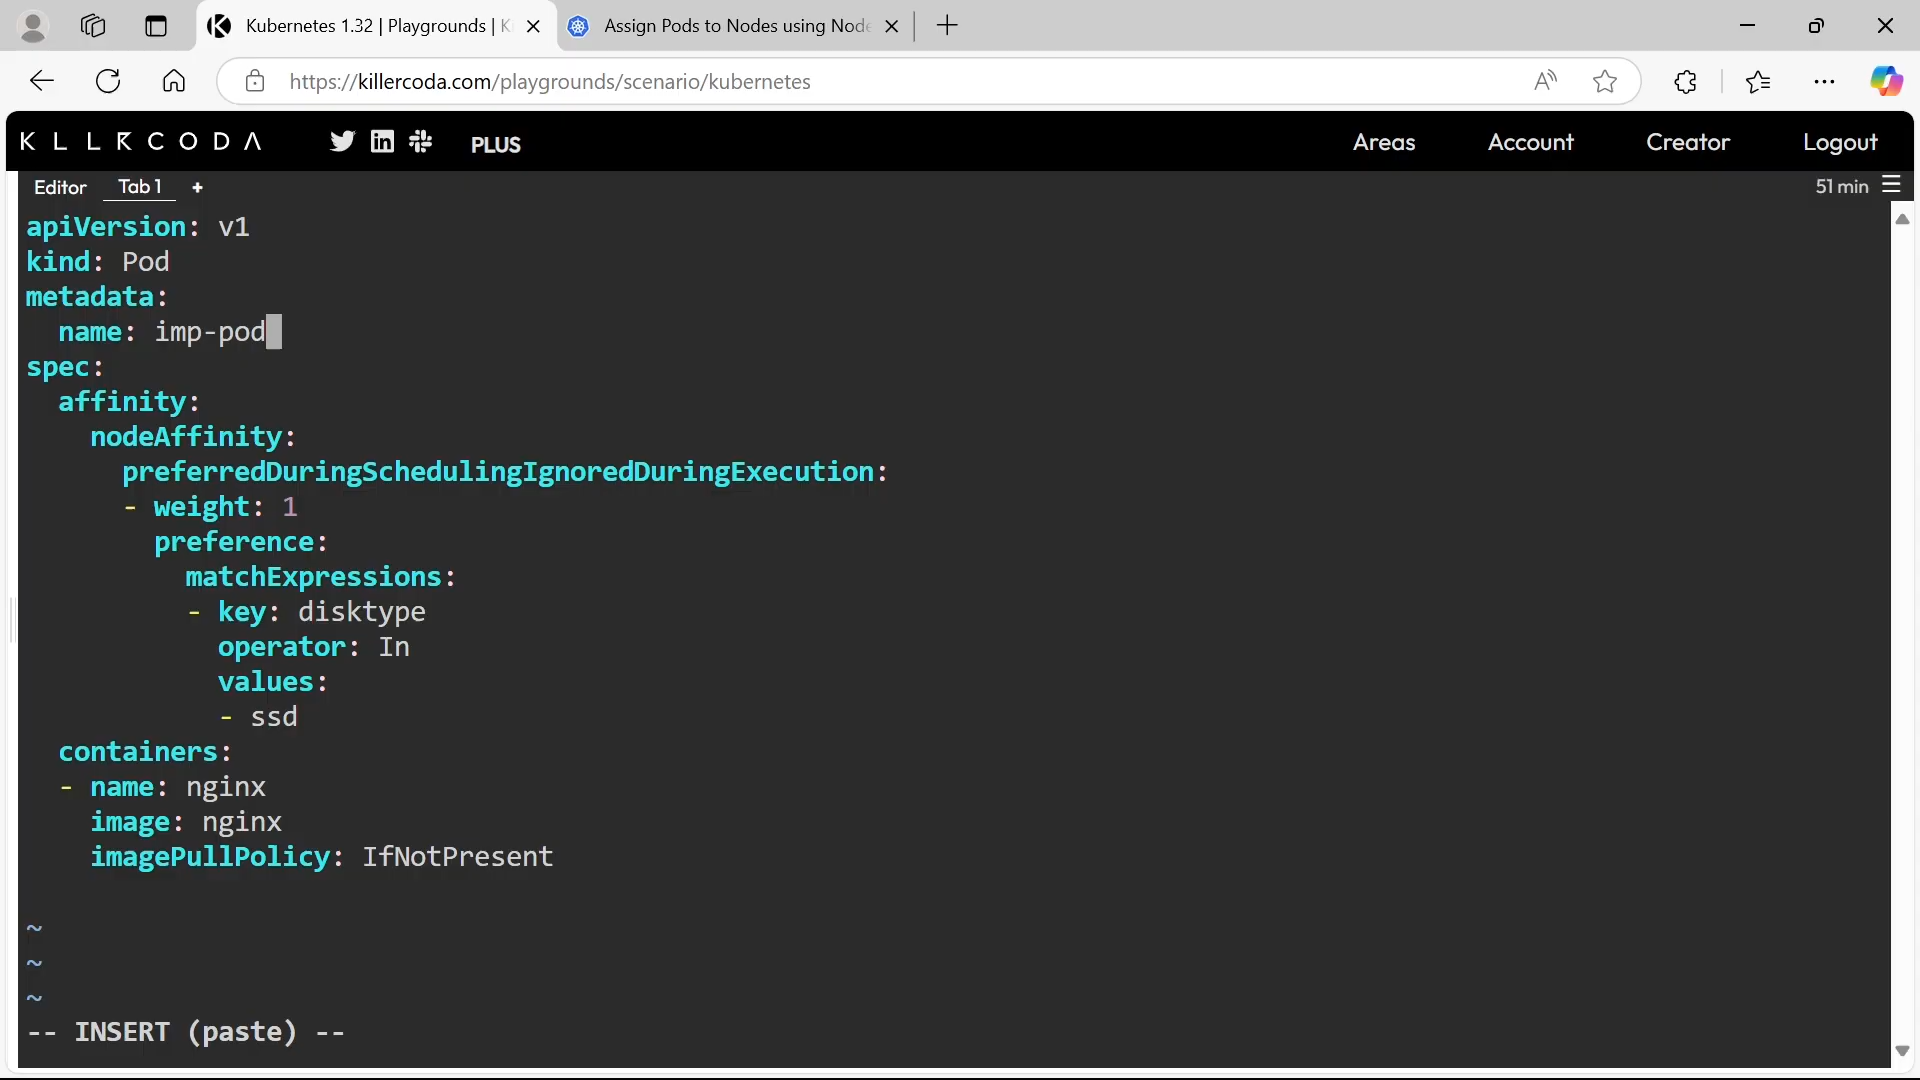 Kubernetes 1.32 | Playgrounds | K
Assign Pods to Nodes using Node
https://killercoda.com/playgrounds/scenario/kubernetes
KILLERCODA
PLUS
Areas
Account
Creator
Logout
Editor
Tab 1
+
51 min
apiVersion: v1
kind: Pod
metadata:
  name: imp-pod
spec:
  affinity:
    nodeAffinity:
      preferredDuringSchedulingIgnoredDuringExecution:
      - weight: 1
        preference:
          matchExpressions:
          - key: disktype
            operator: In
            values:
            - ssd
  containers:
  - name: nginx
    image: nginx
    imagePullPolicy: IfNotPresent
~
~
~
-- INSERT (paste) --